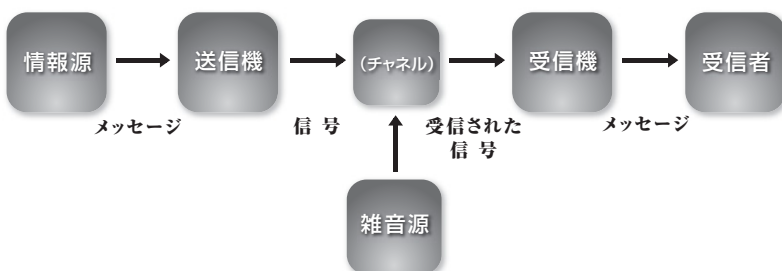 情報源
送信機
(チャネル)
受信機
受信者
メッセージ
信号
受信された
信号
メッセージ
雑音源